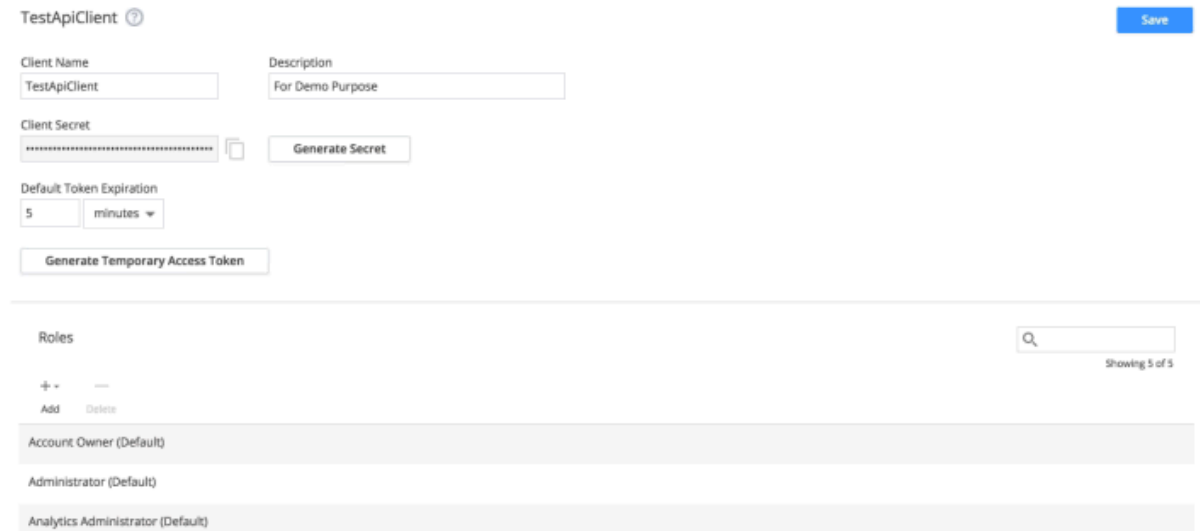 TestApiClient ?
Save
Client Name
Description
TestApiClient
For Demo Purpose
Client Secret
Generate Secret
Default Token Expiration
5 minutes
Generate Temporary Access Token
Roles
Showing 5 of 5
Add Delete
Account Owner (Default)
Administrator (Default)
Analytics Administrator (Default)